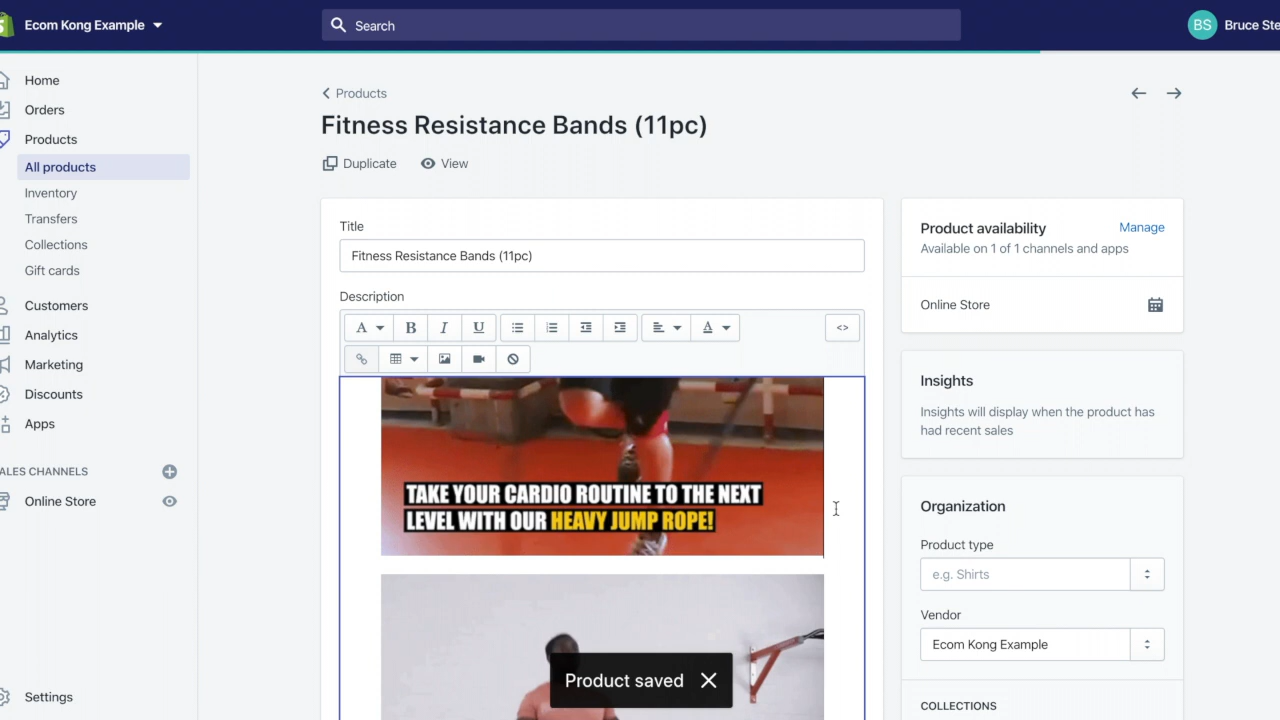 Ecom Kong Example
Search
BS
Bruce Ste
Home
Orders
Products
All products
Inventory
Transfers
Collections
Gift cards
Customers
Analytics
Marketing
Discounts
Apps
ALES CHANNELS
Online Store
Settings
Products
Fitness Resistance Bands (11pc)
Duplicate
View
Title
Fitness Resistance Bands (11pc)
Description
A B I U A <>
TAKE YOUR CARDIO ROUTINE TO THE NEXT
LEVEL WITH OUR HEAVY JUMP ROPE!
Product saved
Product availability
Manage
Available on 1 of 1 channels and apps
Online Store
Insights
Insights will display when the product has
had recent sales
Organization
Product type
e.g. Shirts
Vendor
Ecom Kong Example
COLLECTIONS